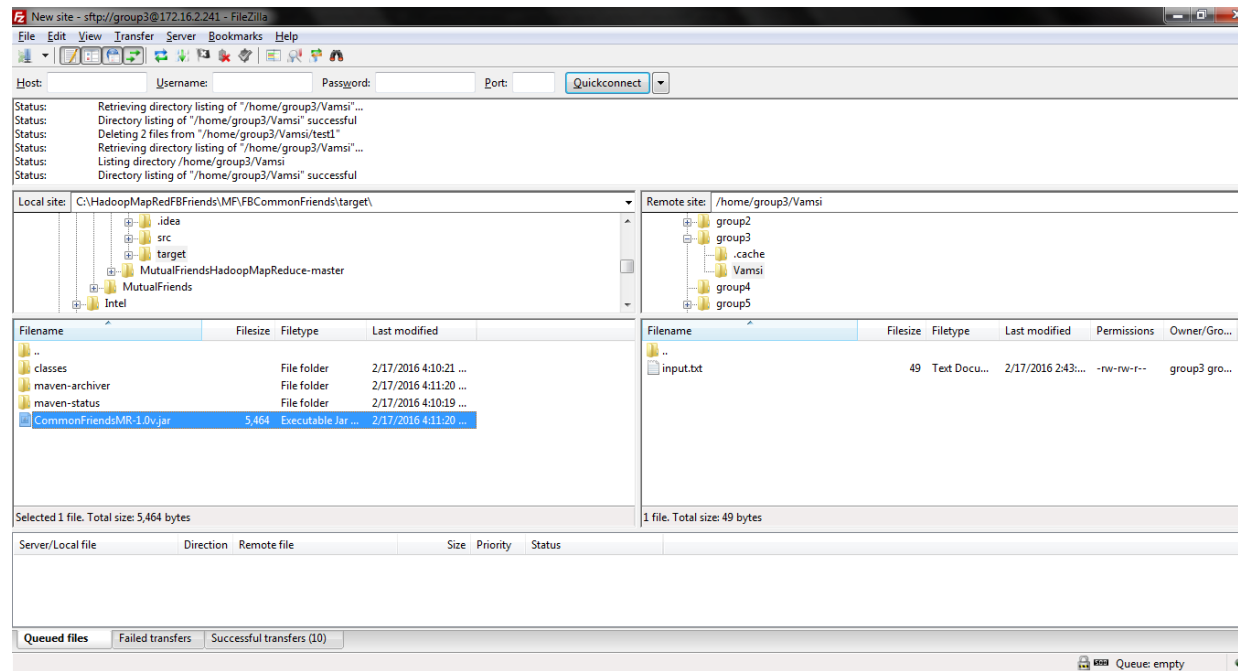 New site - sftp://group3@172.16.2.241 - FileZilla
File Edit View Transfer Server Bookmarks Help
Host: Username: Password: Port: Quickconnect
Status: Retrieving directory listing of "/home/group3/Vamsi"...
Status: Directory listing of "/home/group3/Vamsi" successful
Status: Deleting 2 files from "/home/group3/Vamsi/test1"
Status: Retrieving directory listing of "/home/group3/Vamsi"...
Status: Listing directory /home/group3/Vamsi
Status: Directory listing of "/home/group3/Vamsi" successful
Local site: C:\HadoopMapRedFBFriends\MF\FBCommonFriends\target\
.idea
src
target
MutualFriendsHadoopMapReduce-master
MutualFriends
Intel
Remote site: /home/group3/Vamsi
group2
group3
.cache
Vamsi
group4
group5
Filename Filesize Filetype Last modified
..
classes File folder 2/17/2016 4:10:21 ...
maven-archiver File folder 2/17/2016 4:11:20 ...
maven-status File folder 2/17/2016 4:10:19 ...
CommonFriendsMR-1.0v.jar 5,464 Executable Jar ... 2/17/2016 4:11:20 ...
Selected 1 file. Total size: 5,464 bytes
Filename Filesize Filetype Last modified Permissions Owner/Gro...
..
input.txt 49 Text Docu... 2/17/2016 2:43:... -rw-rw-r-- group3 gro...
1 file. Total size: 49 bytes
Server/Local file Direction Remote file Size Priority Status
Queued files Failed transfers Successful transfers (10)
Queue: empty